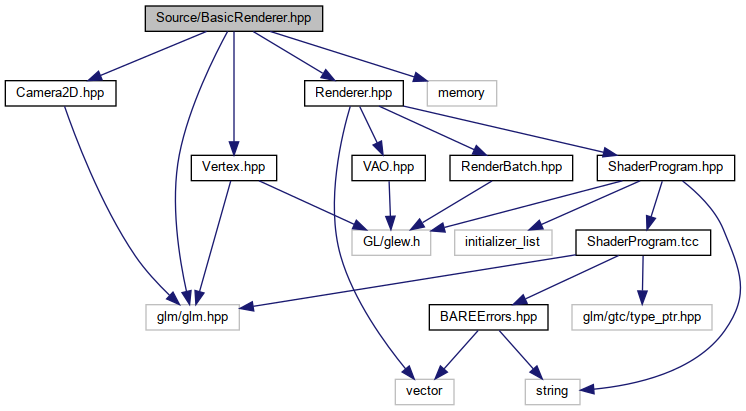 Source/BasicRenderer.hpp
Camera2D.hpp
Renderer.hpp
memory
Vertex.hpp
VAO.hpp
RenderBatch.hpp
ShaderProgram.hpp
GL/glew.h
initializer_list
ShaderProgram.tcc
glm/glm.hpp
BAREErrors.hpp
glm/gtc/type_ptr.hpp
vector
string